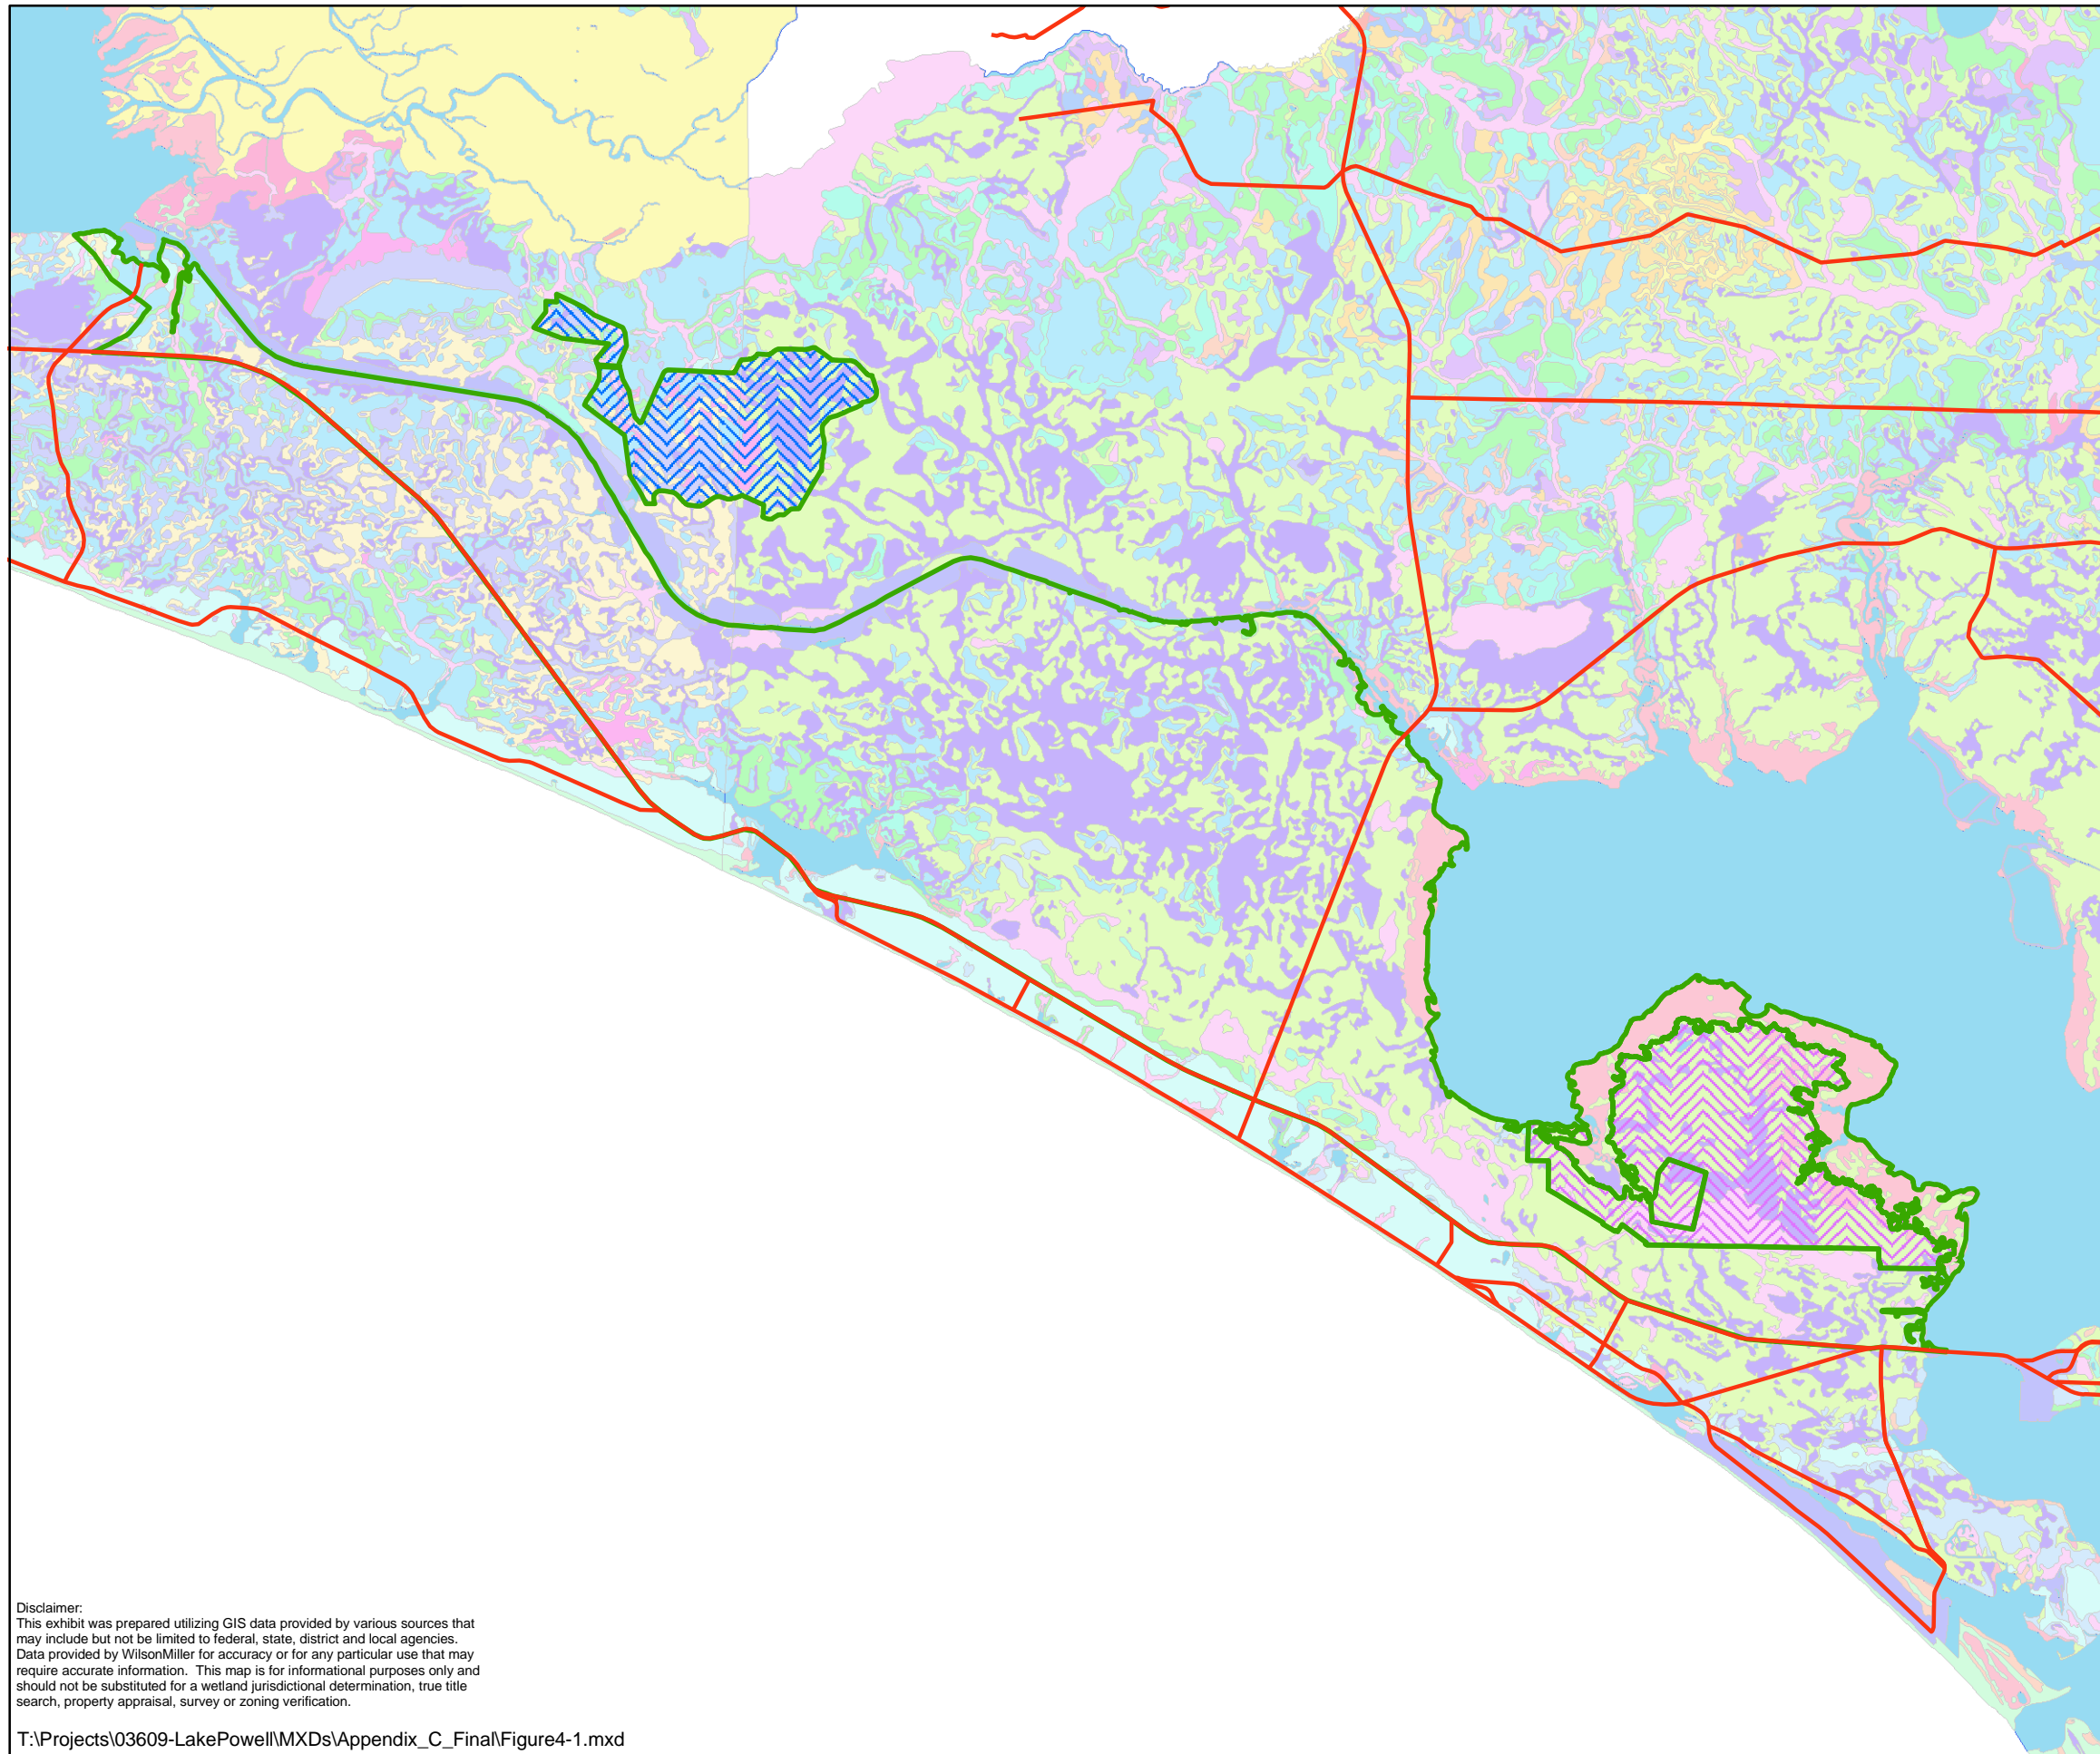 Disclaimer:
This exhibit was prepared utilizing GIS data provided by various sources that
may include but not be limited to federal, state, district and local agencies.
Data provided by WilsonMiller for accuracy or for any particular use that may
require accurate information.  This map is for informational purposes only and
should not be substituted for a wetland jurisdictional determination, true title
search, property appraisal, survey or zoning verification.
T:\Projects\03609-LakePowell\MXDs\Appendix_C_Final\Figure4-1.mxd